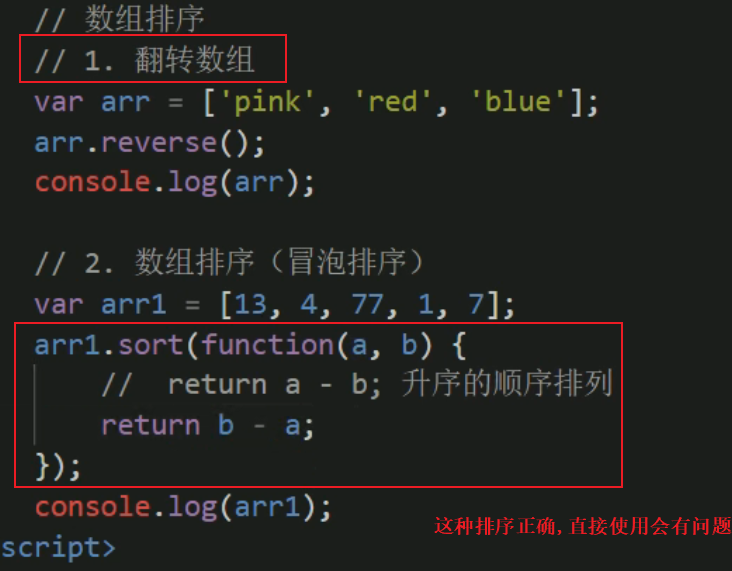 // 数组排序
// 1. 翻转数组
var arr = ['pink', 'red', 'blue'];
arr.reverse();
console.log(arr);
// 2. 数组排序（冒泡排序）
var arr1 = [13, 4, 77, 1, 7];
arr1.sort(function(a, b) {
//  return a - b; 升序的顺序排列
return b - a;
});
console.log(arr1);
这种排序正确,直接使用会有问题
script>